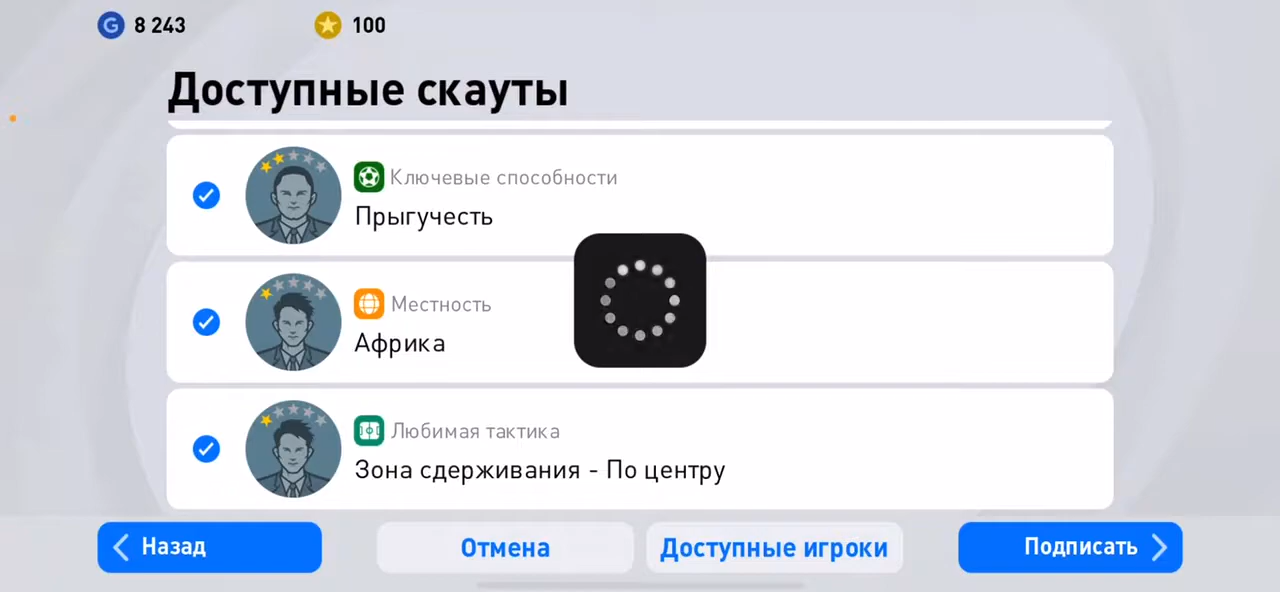 G 8 243
100
Доступные скауты
Ключевые способности
Прыгучесть
Местность
Африка
Любимая тактика
Зона сдерживания - По центру
Назад
Отмена
Доступные игроки
Подписать